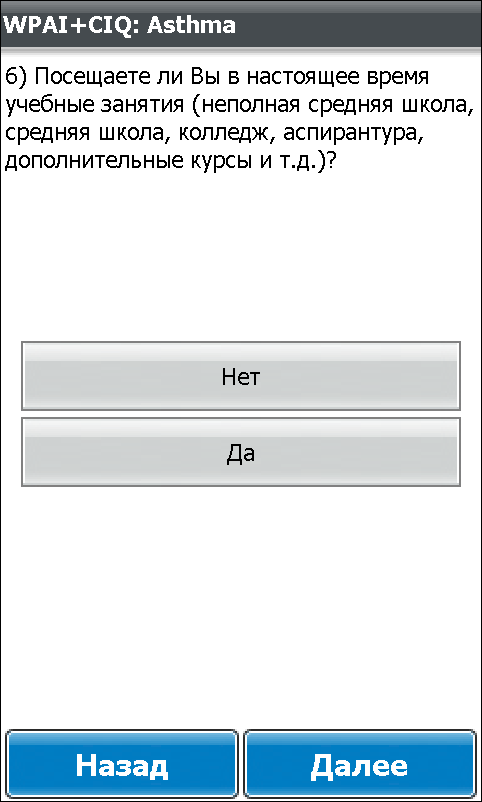 WPAI+CIQ: Asthma
6) Посещаете ли Вы в настоящее время
учебные занятия (неполная средняя школа,
средняя школа, колледж, аспирантура,
дополнительные курсы и т.д.)?
Нет
Да
Назад
Далее